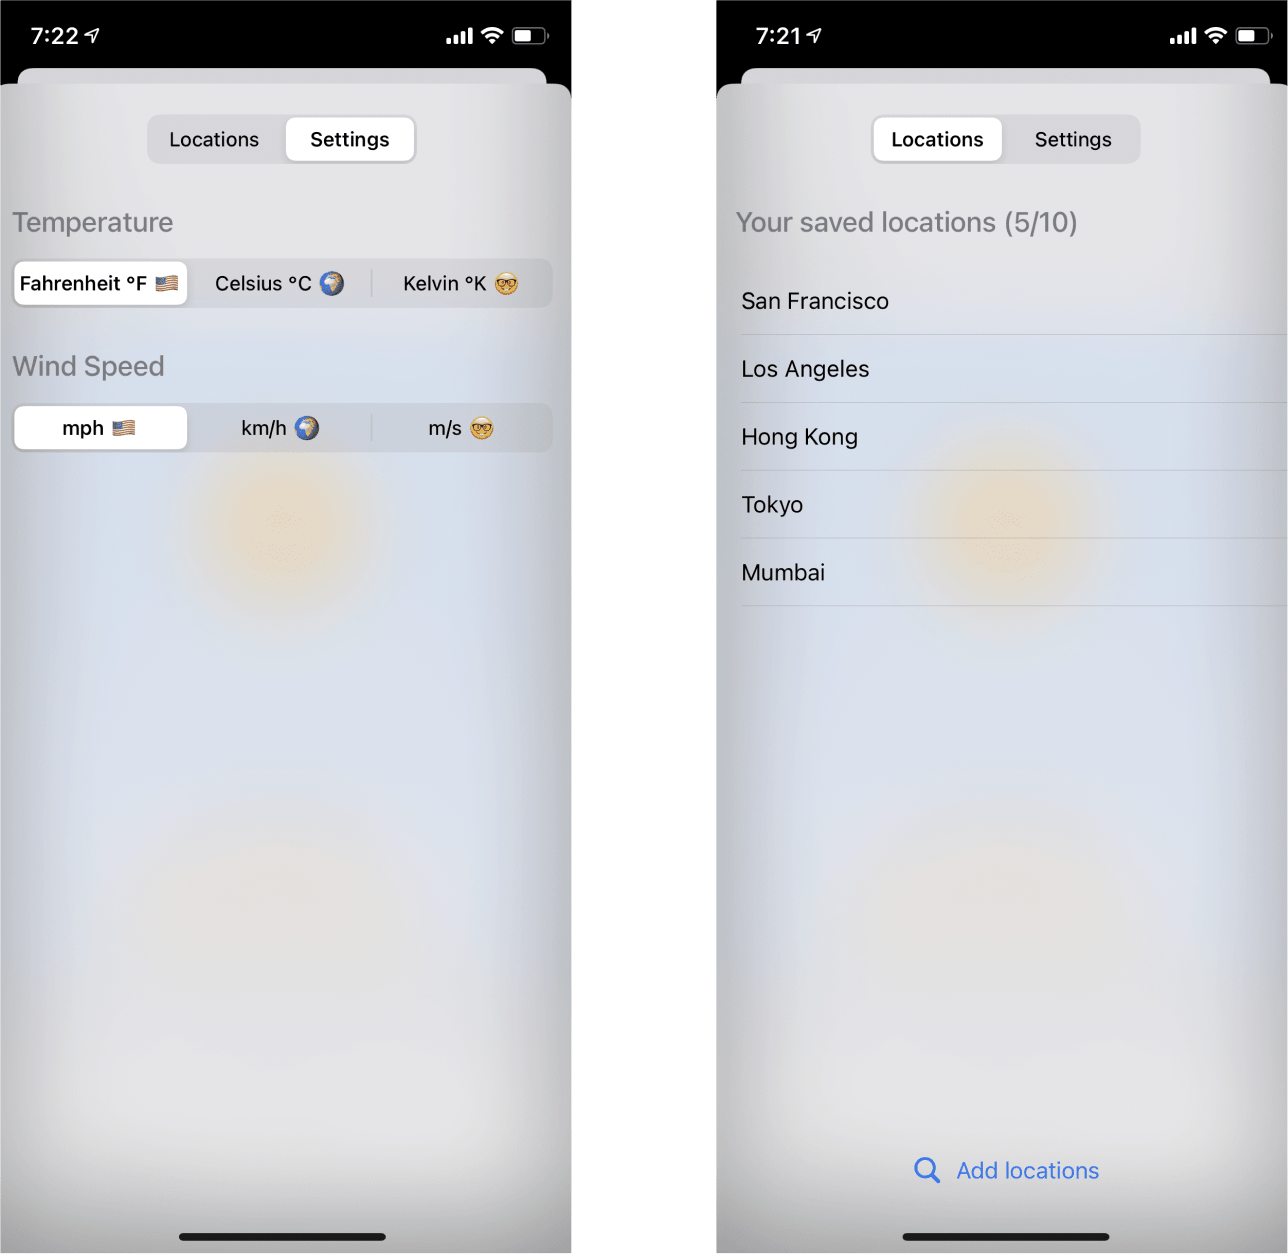 7:22
Locations Settings
Temperature
Fahrenheit °F 🇺🇸 Celsius °C 🌍 Kelvin °K 🤓
Wind Speed
mph 🇺🇸 km/h 🌍 m/s 🤓
7:21
Locations Settings
Your saved locations (5/10)
San Francisco
Los Angeles
Hong Kong
Tokyo
Mumbai
Add locations